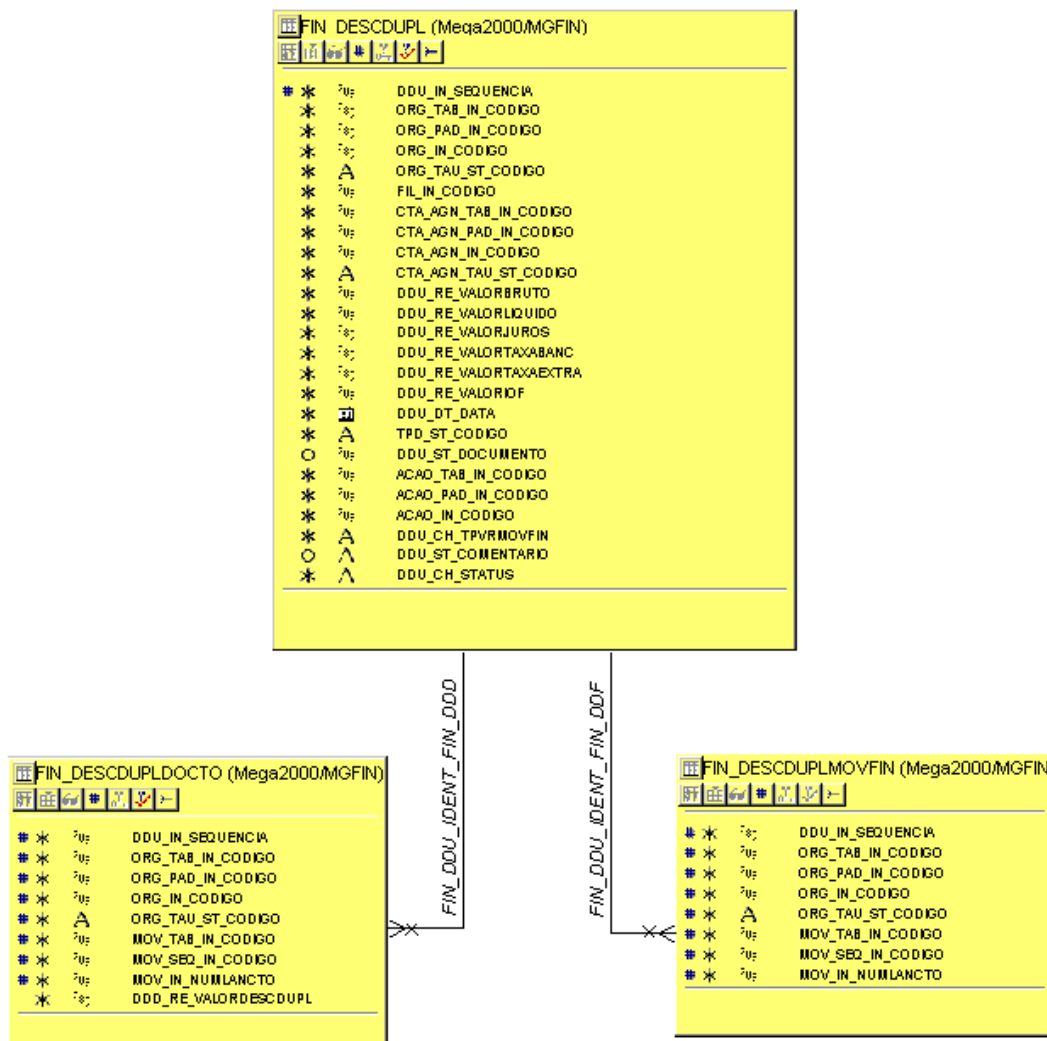 FIN_DESCDUPL (Mega2000/MGFIN)
# * DDU_IN_SEQUENCIA
* ORG_TAB_IN_CODIGO
* ORG_PAD_IN_CODIGO
* ORG_IN_CODIGO
* A ORG_TAU_ST_CODIGO
* FIL_IN_CODIGO
* CTA_AGN_TAB_IN_CODIGO
* CTA_AGN_PAD_IN_CODIGO
* CTA_AGN_IN_CODIGO
* A CTA_AGN_TAU_ST_CODIGO
* DDU_RE_VALORBRUTO
* DDU_RE_VALORLIQUIDO
* DDU_RE_VALORJUROS
* DDU_RE_VALORTAXABANC
* DDU_RE_VALORTAXAEXTRA
* DDU_RE_VALORIOF
* DDU_DT_DATA
* A TPD_ST_CODIGO
O DDU_ST_DOCUMENTO
* ACAO_TAB_IN_CODIGO
* ACAO_PAD_IN_CODIGO
* ACAO_IN_CODIGO
* A DDU_CH_TPVRMOVFIN
O A DDU_ST_COMENTARIO
* A DDU_CH_STATUS
FIN_DDU_IDENT_FIN_DDD
FIN_DDU_IDENT_FIN_DDF
FIN_DESCDUPLDOCTO (Mega2000/MGFIN)
# * DDU_IN_SEQUENCIA
# * ORG_TAB_IN_CODIGO
# * ORG_PAD_IN_CODIGO
# * ORG_IN_CODIGO
# * A ORG_TAU_ST_CODIGO
# * MOV_TAB_IN_CODIGO
# * MOV_SEQ_IN_CODIGO
# * MOV_IN_NUMLANCTO
* DDD_RE_VALORDESCDUPL
FIN_DESCDUPLMOVFIN (Mega2000/MGFIN
# * DDU_IN_SEQUENCIA
# * ORG_TAB_IN_CODIGO
# * ORG_PAD_IN_CODIGO
# * ORG_IN_CODIGO
# * A ORG_TAU_ST_CODIGO
# * MOV_TAB_IN_CODIGO
# * MOV_SEQ_IN_CODIGO
# * MOV_IN_NUMLANCTO